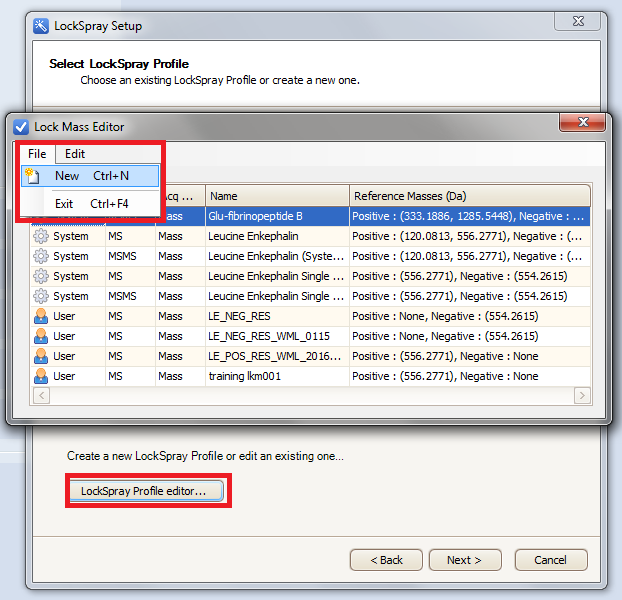 LockSpray Setup
Select LockSpray Profile
Choose an existing LockSpray Profile or create a new one.
Lock Mass Editor
File Edit
New Ctrl+N
Exit Ctrl+F4
Acq ... Name Reference Masses (Da)
Mass Glu-fibrinopeptide B Positive : (333.1886, 1285.5448), Negative : ...
System MS Mass Leucine Enkephalin Positive : (120.0813, 556.2771), Negative : (...
System MSMS Mass Leucine Enkephalin (Syste... Positive : (120.0813, 556.2771), Negative : (...
System MS Mass Leucine Enkephalin Single ... Positive : (556.2771), Negative : (554.2615)
System MSMS Mass Leucine Enkephalin Single ... Positive : (556.2771), Negative : (554.2615)
User MS Mass LE_NEG_RES Positive : None, Negative : (554.2615)
User MS Mass LE_NEG_RES_WML_0115 Positive : None, Negative : (554.2615)
User MS Mass LE_POS_RES_WML_2016... Positive : (556.2771), Negative : None
User MS Mass training lkm001 Positive : (556.2771), Negative : None
Create a new LockSpray Profile or edit an existing one...
LockSpray Profile editor...
< Back Next > Cancel